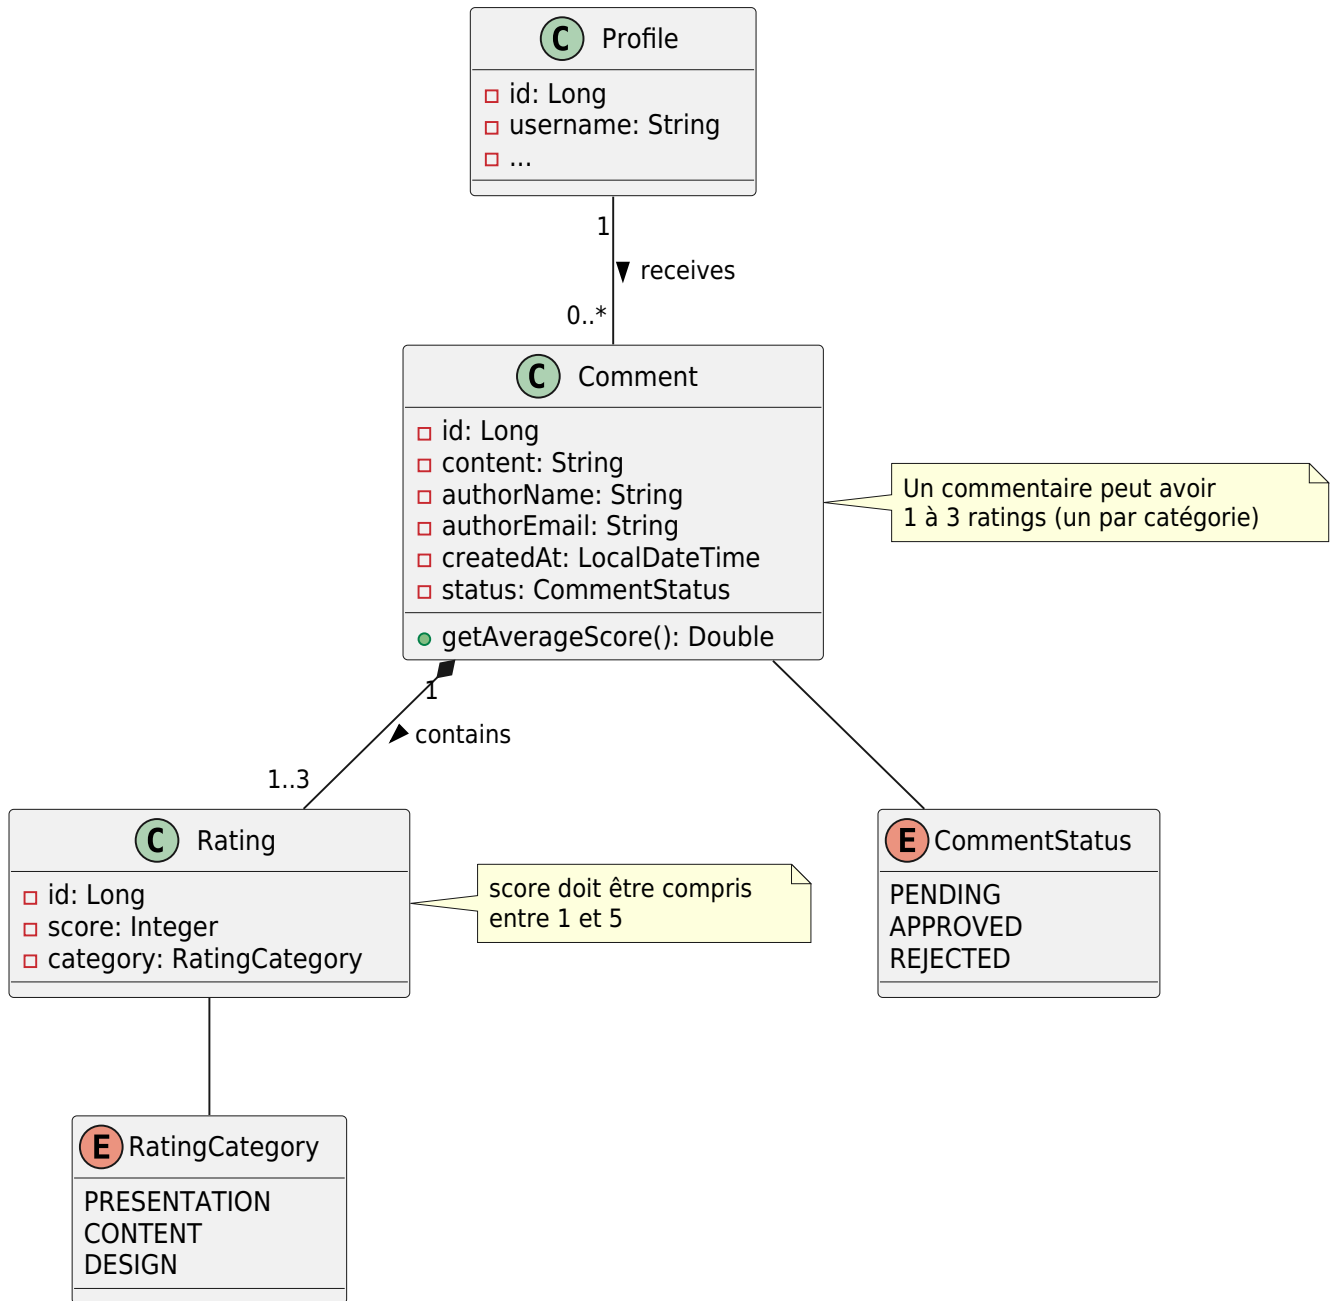 C Profile
id: Long
username: String
...
1
receives
0..*
C Comment
id: Long
content: String
authorName: String
authorEmail: String
createdAt: LocalDateTime
status: CommentStatus
getAverageScore(): Double
Un commentaire peut avoir
1 à 3 ratings (un par catégorie)
1
contains
1..3
C Rating
id: Long
score: Integer
category: RatingCategory
score doit être compris
entre 1 et 5
E CommentStatus
PENDING
APPROVED
REJECTED
E RatingCategory
PRESENTATION
CONTENT
DESIGN